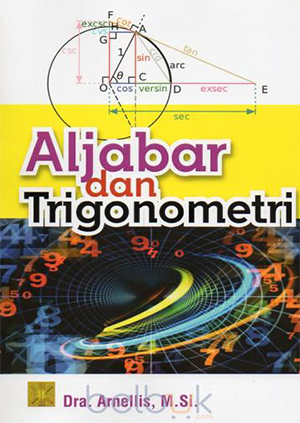 F
excsc
cot
H
A
cvs
G
csc
1
sin
crd
tan
arc
θ
O
cos
C
versin
D
exsec
E
sec
Aljabar
dan
Trigonometri
Dra. Arnellis, M.Si.
bolbuk